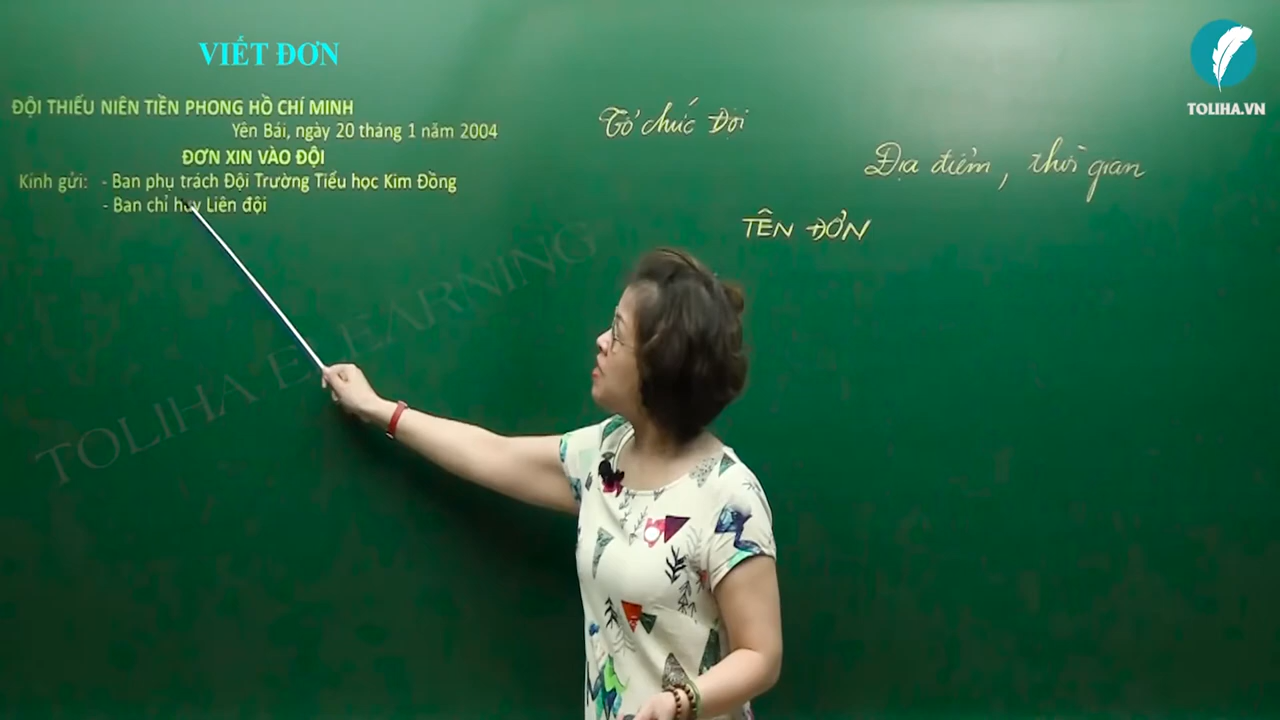 VIẾT ĐƠN
TOLIHA.VN
ĐỘI THIẾU NIÊN TIỀN PHONG HỒ CHÍ MINH
Yên Bái, ngày 20 tháng 1 năm 2004
ĐƠN XIN VÀO ĐỘI
Kính gửi: - Ban phụ trách Đội Trường Tiểu học Kim Đồng
- Ban chỉ huy Liên đội
Tổ chức Đội
Địa điểm, thời gian
TÊN ĐƠN
TOLIHA E-LEARNING